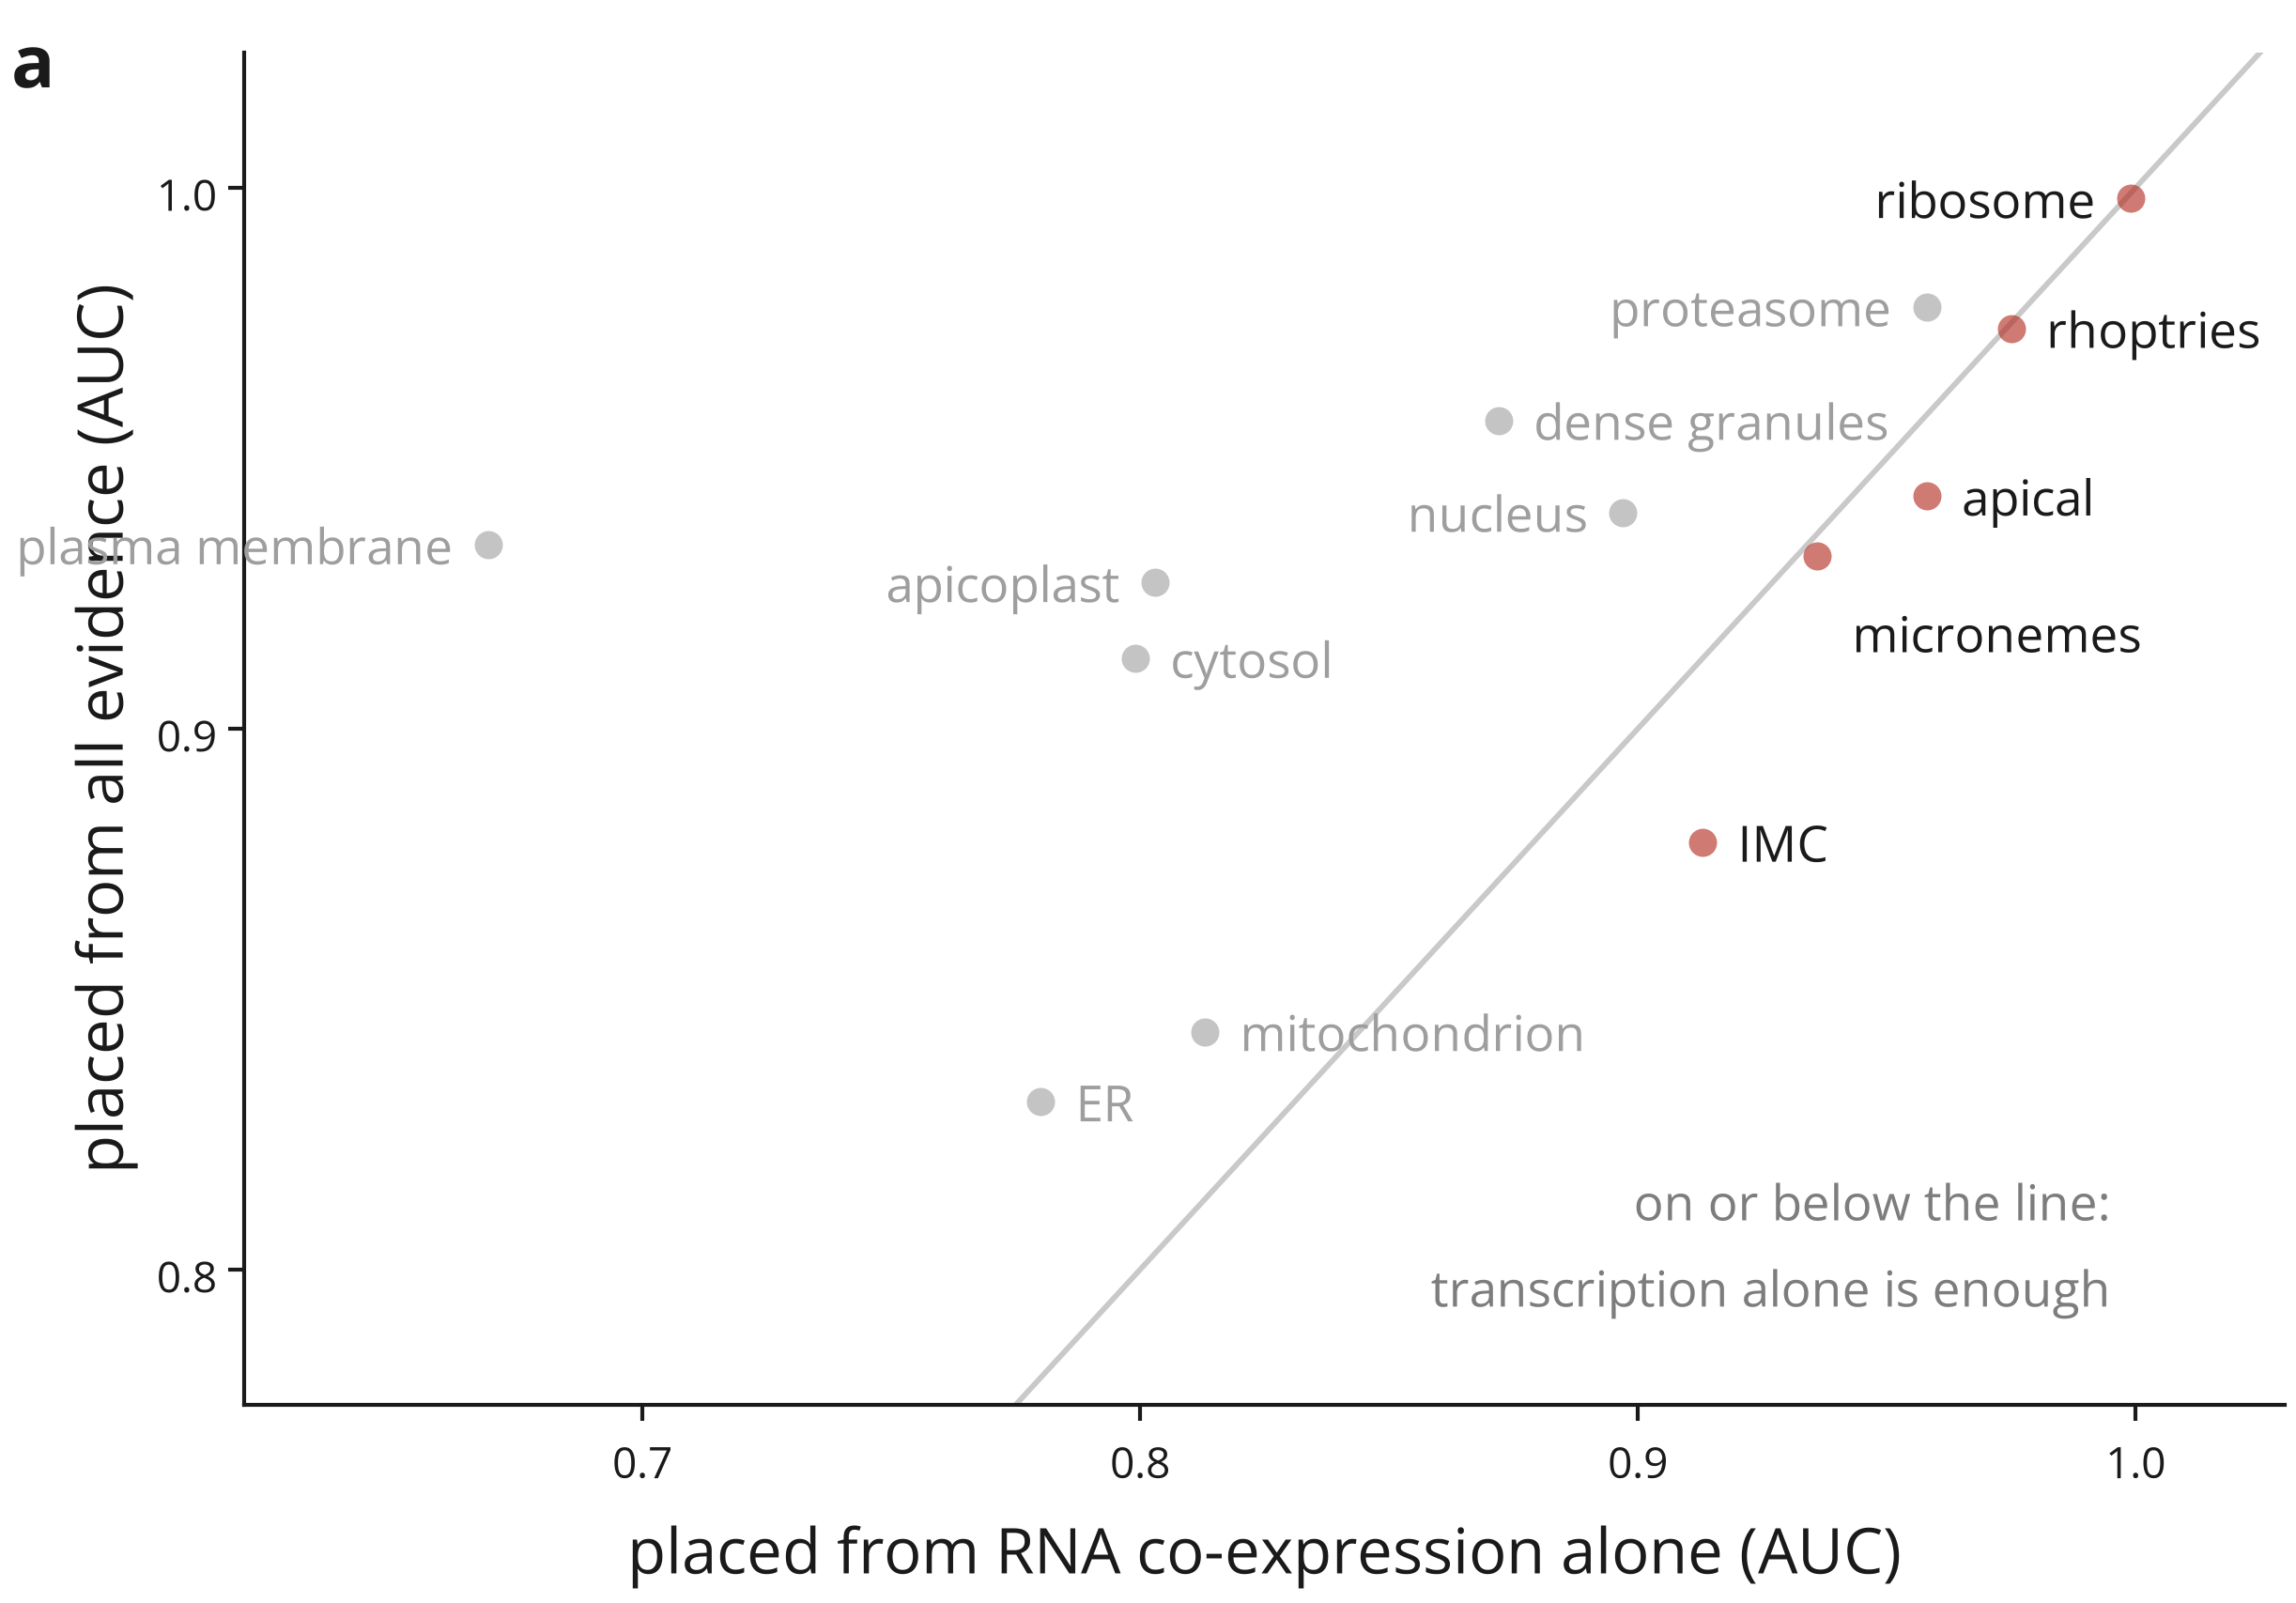 a
placed from all evidence (AUC)
1.0
0.9
0.8
ribosome
proteasome
rhoptries
dense granules
apical
nucleus
plasma membrane
apicoplast
micronemes
cytosol
IMC
mitochondrion
ER
on or below the line:
transcription alone is enough
0.7
0.8
0.9
1.0
placed from RNA co-expression alone (AUC)